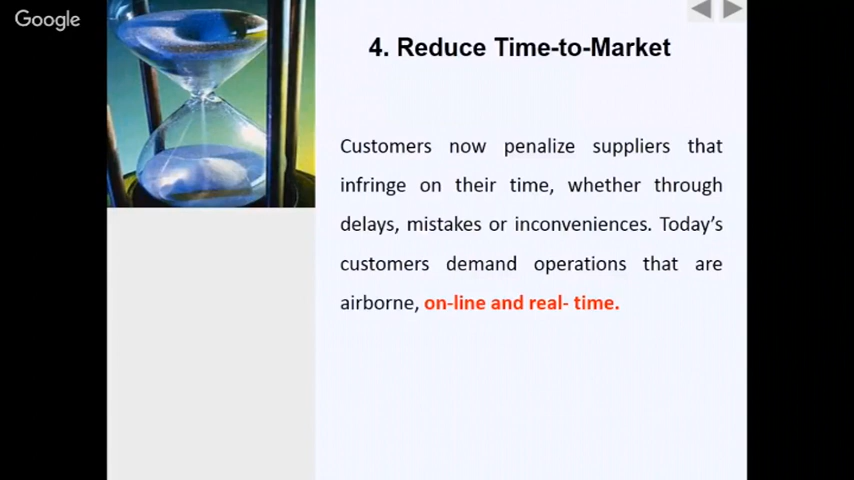 Google
4. Reduce Time-to-Market
Customers now penalize suppliers that
infringe on their time, whether through
delays, mistakes or inconveniences. Today's
customers demand operations that are
airborne, on-line and real- time.